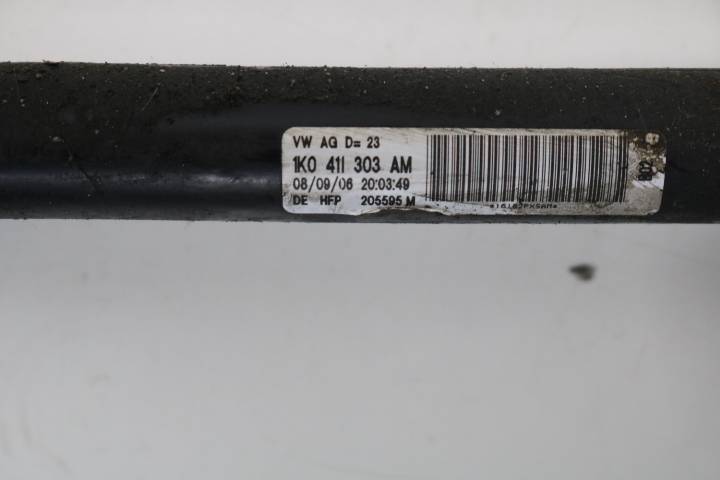 VW AG D= 23
1K0 411 303 AM
08/09/06 20:03:49
DE HFP 205595 M